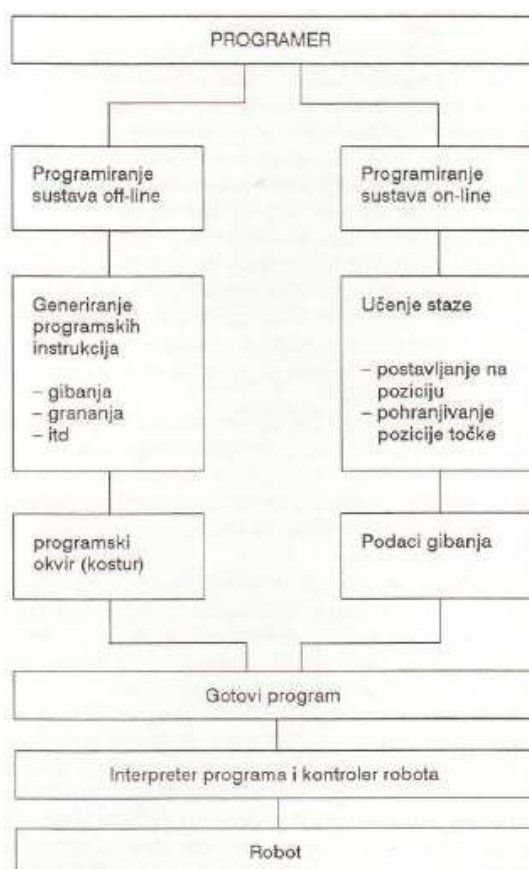 PROGRAMER
Programiranje
sustava off-line
Generiranje
programskih
instrukcija
– gibanja
– grananja
– itd
programski
okvir (kostur)
Programiranje
sustava on-line
Učenje staze
– postavljanje na
poziciju
– pohranjivanje
pozicije točke
Podaci gibanja
Gotovi program
Interpreter programa i kontroler robota
Robot